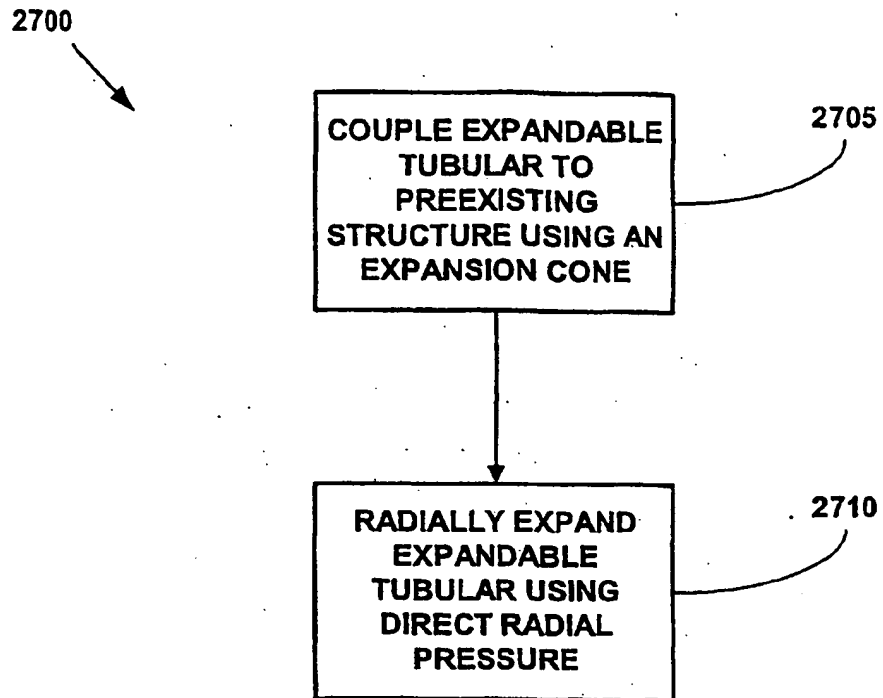 2700
COUPLE EXPANDABLE
TUBULAR TO
PREEXISTING
STRUCTURE USING AN
EXPANSION CONE
2705
RADIALLY EXPAND
EXPANDABLE
TUBULAR USING
DIRECT RADIAL
PRESSURE
2710